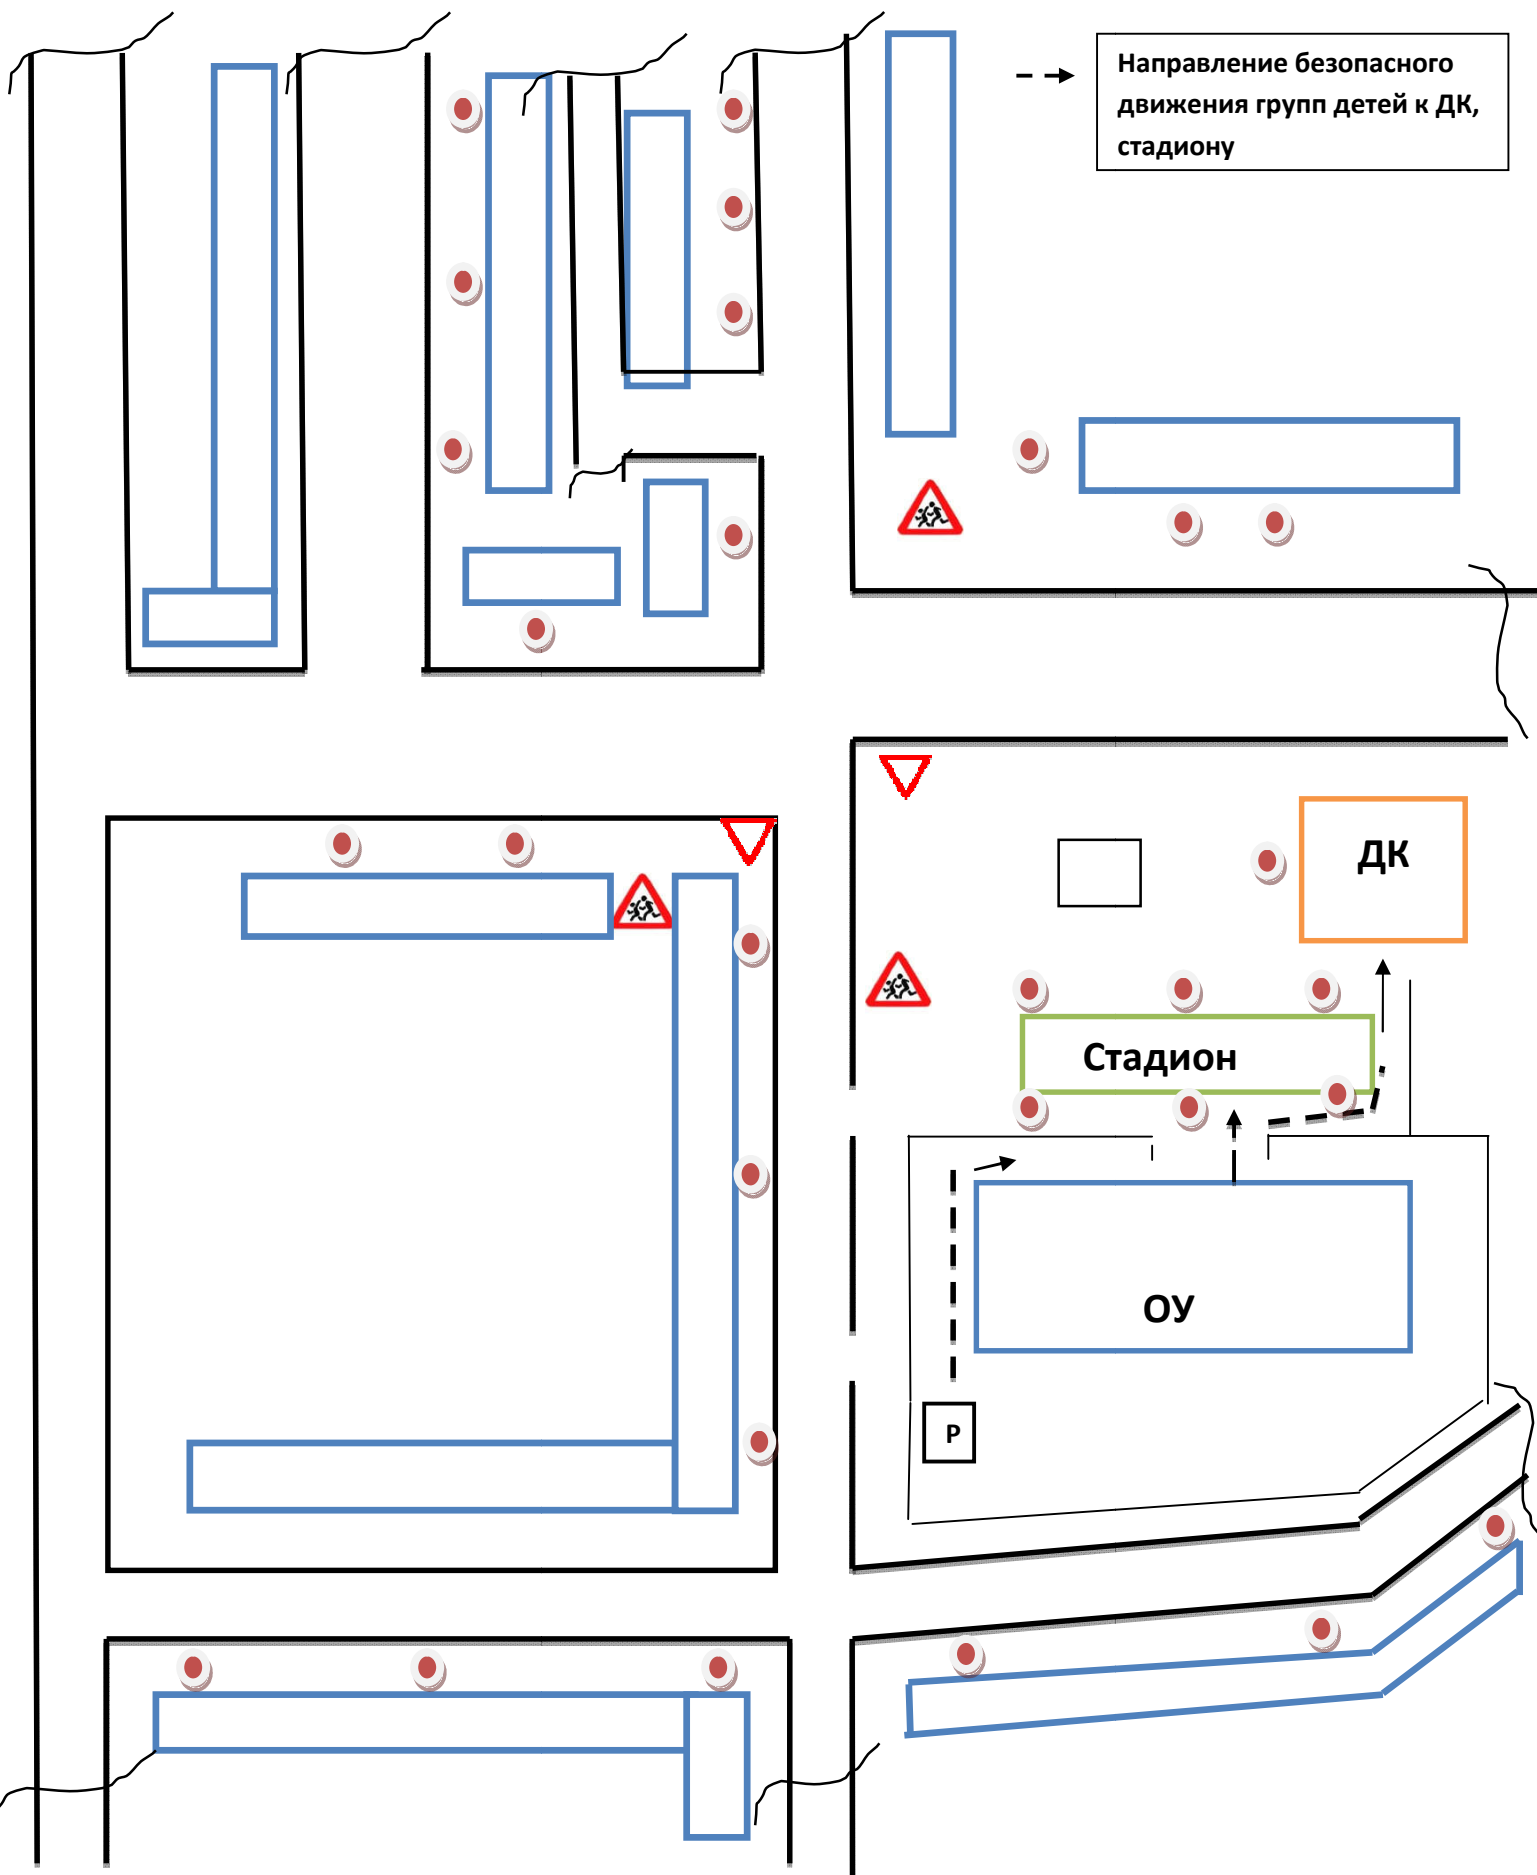 Направление безопасного
движения групп детей к ДК,
стадиону
ДК
Стадион
ОУ
Р